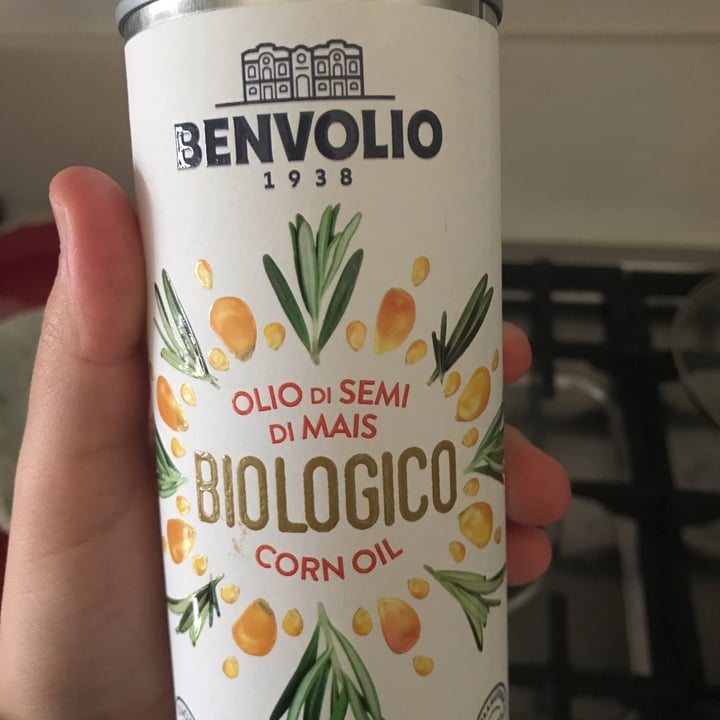 BENVOLIO
1938
OLIO DI SEMI
DI MAIS
BIOLOGICO
CORN OIL